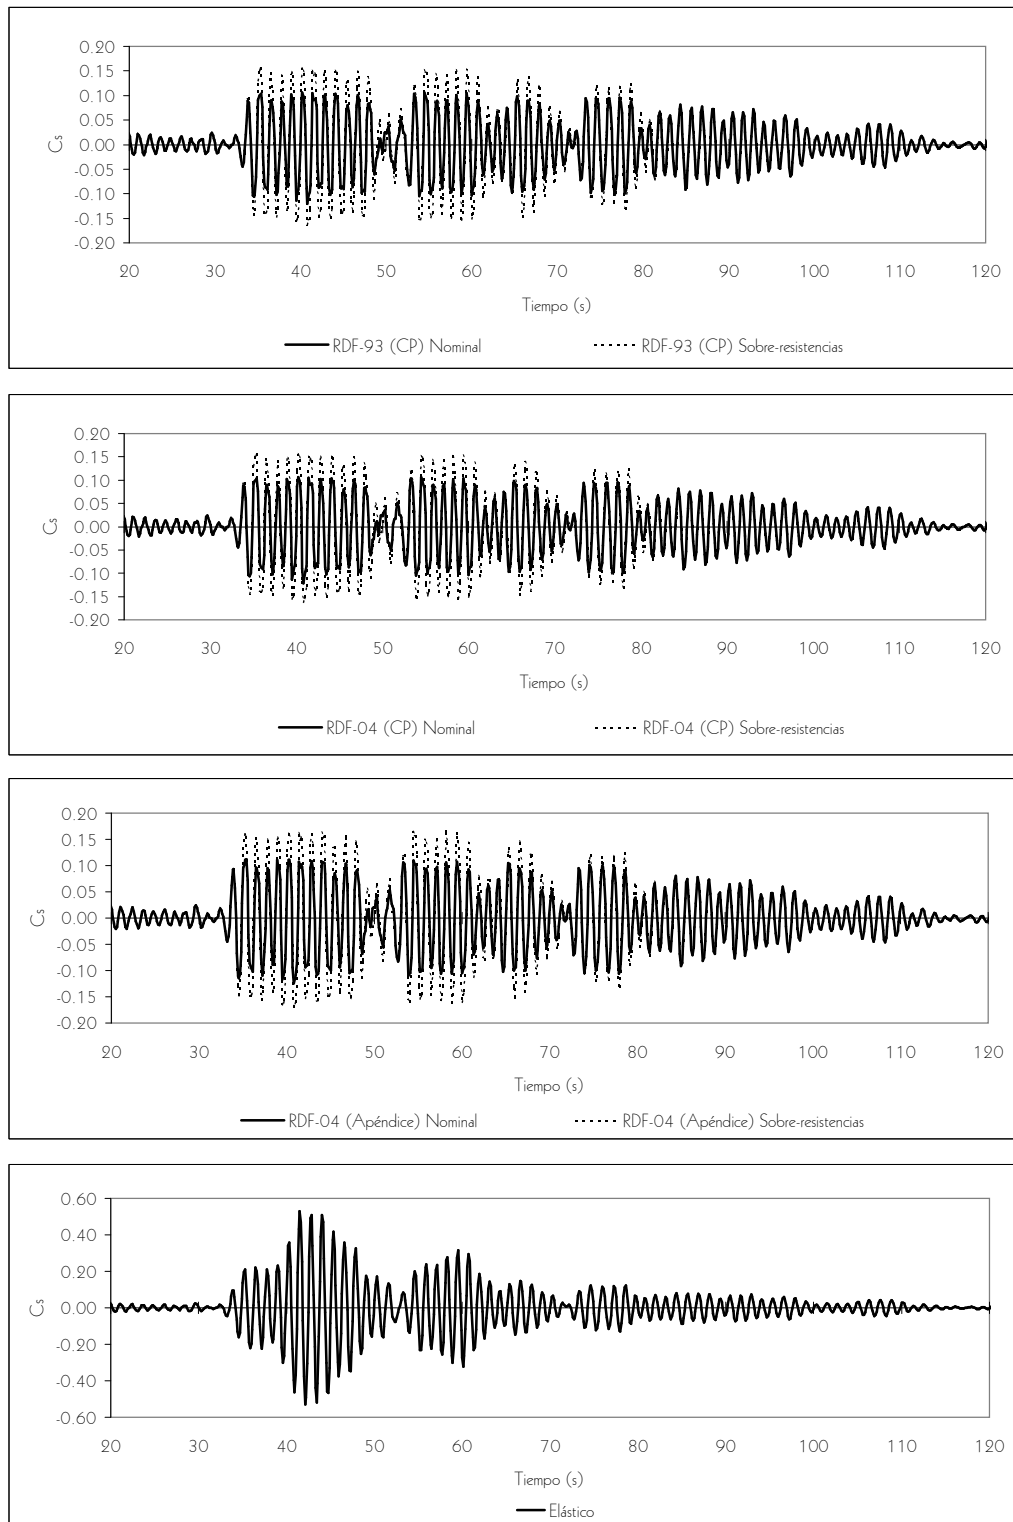 0.20
0.15
0.10
0.05
0.00
-0.05
-0.10
-0.15
-0.20
Cs
20 30 40 50 60 70 80 90 100 110 120
Tiempo (s)
RDF-93 (CP) Nominal RDF-93 (CP) Sobre-resistencias
0.20
0.15
0.10
0.05
0.00
-0.05
-0.10
-0.15
-0.20
Cs
20 30 40 50 60 70 80 90 100 110 120
Tiempo (s)
RDF-04 (CP) Nominal RDF-04 (CP) Sobre-resistencias
0.20
0.15
0.10
0.05
0.00
-0.05
-0.10
-0.15
-0.20
Cs
20 30 40 50 60 70 80 90 100 110 120
Tiempo (s)
RDF-04 (Apéndice) Nominal RDF-04 (Apéndice) Sobre-resistencias
0.60
0.40
0.20
0.00
-0.20
-0.40
-0.60
Cs
20 30 40 50 60 70 80 90 100 110 120
Tiempo (s)
Elástico